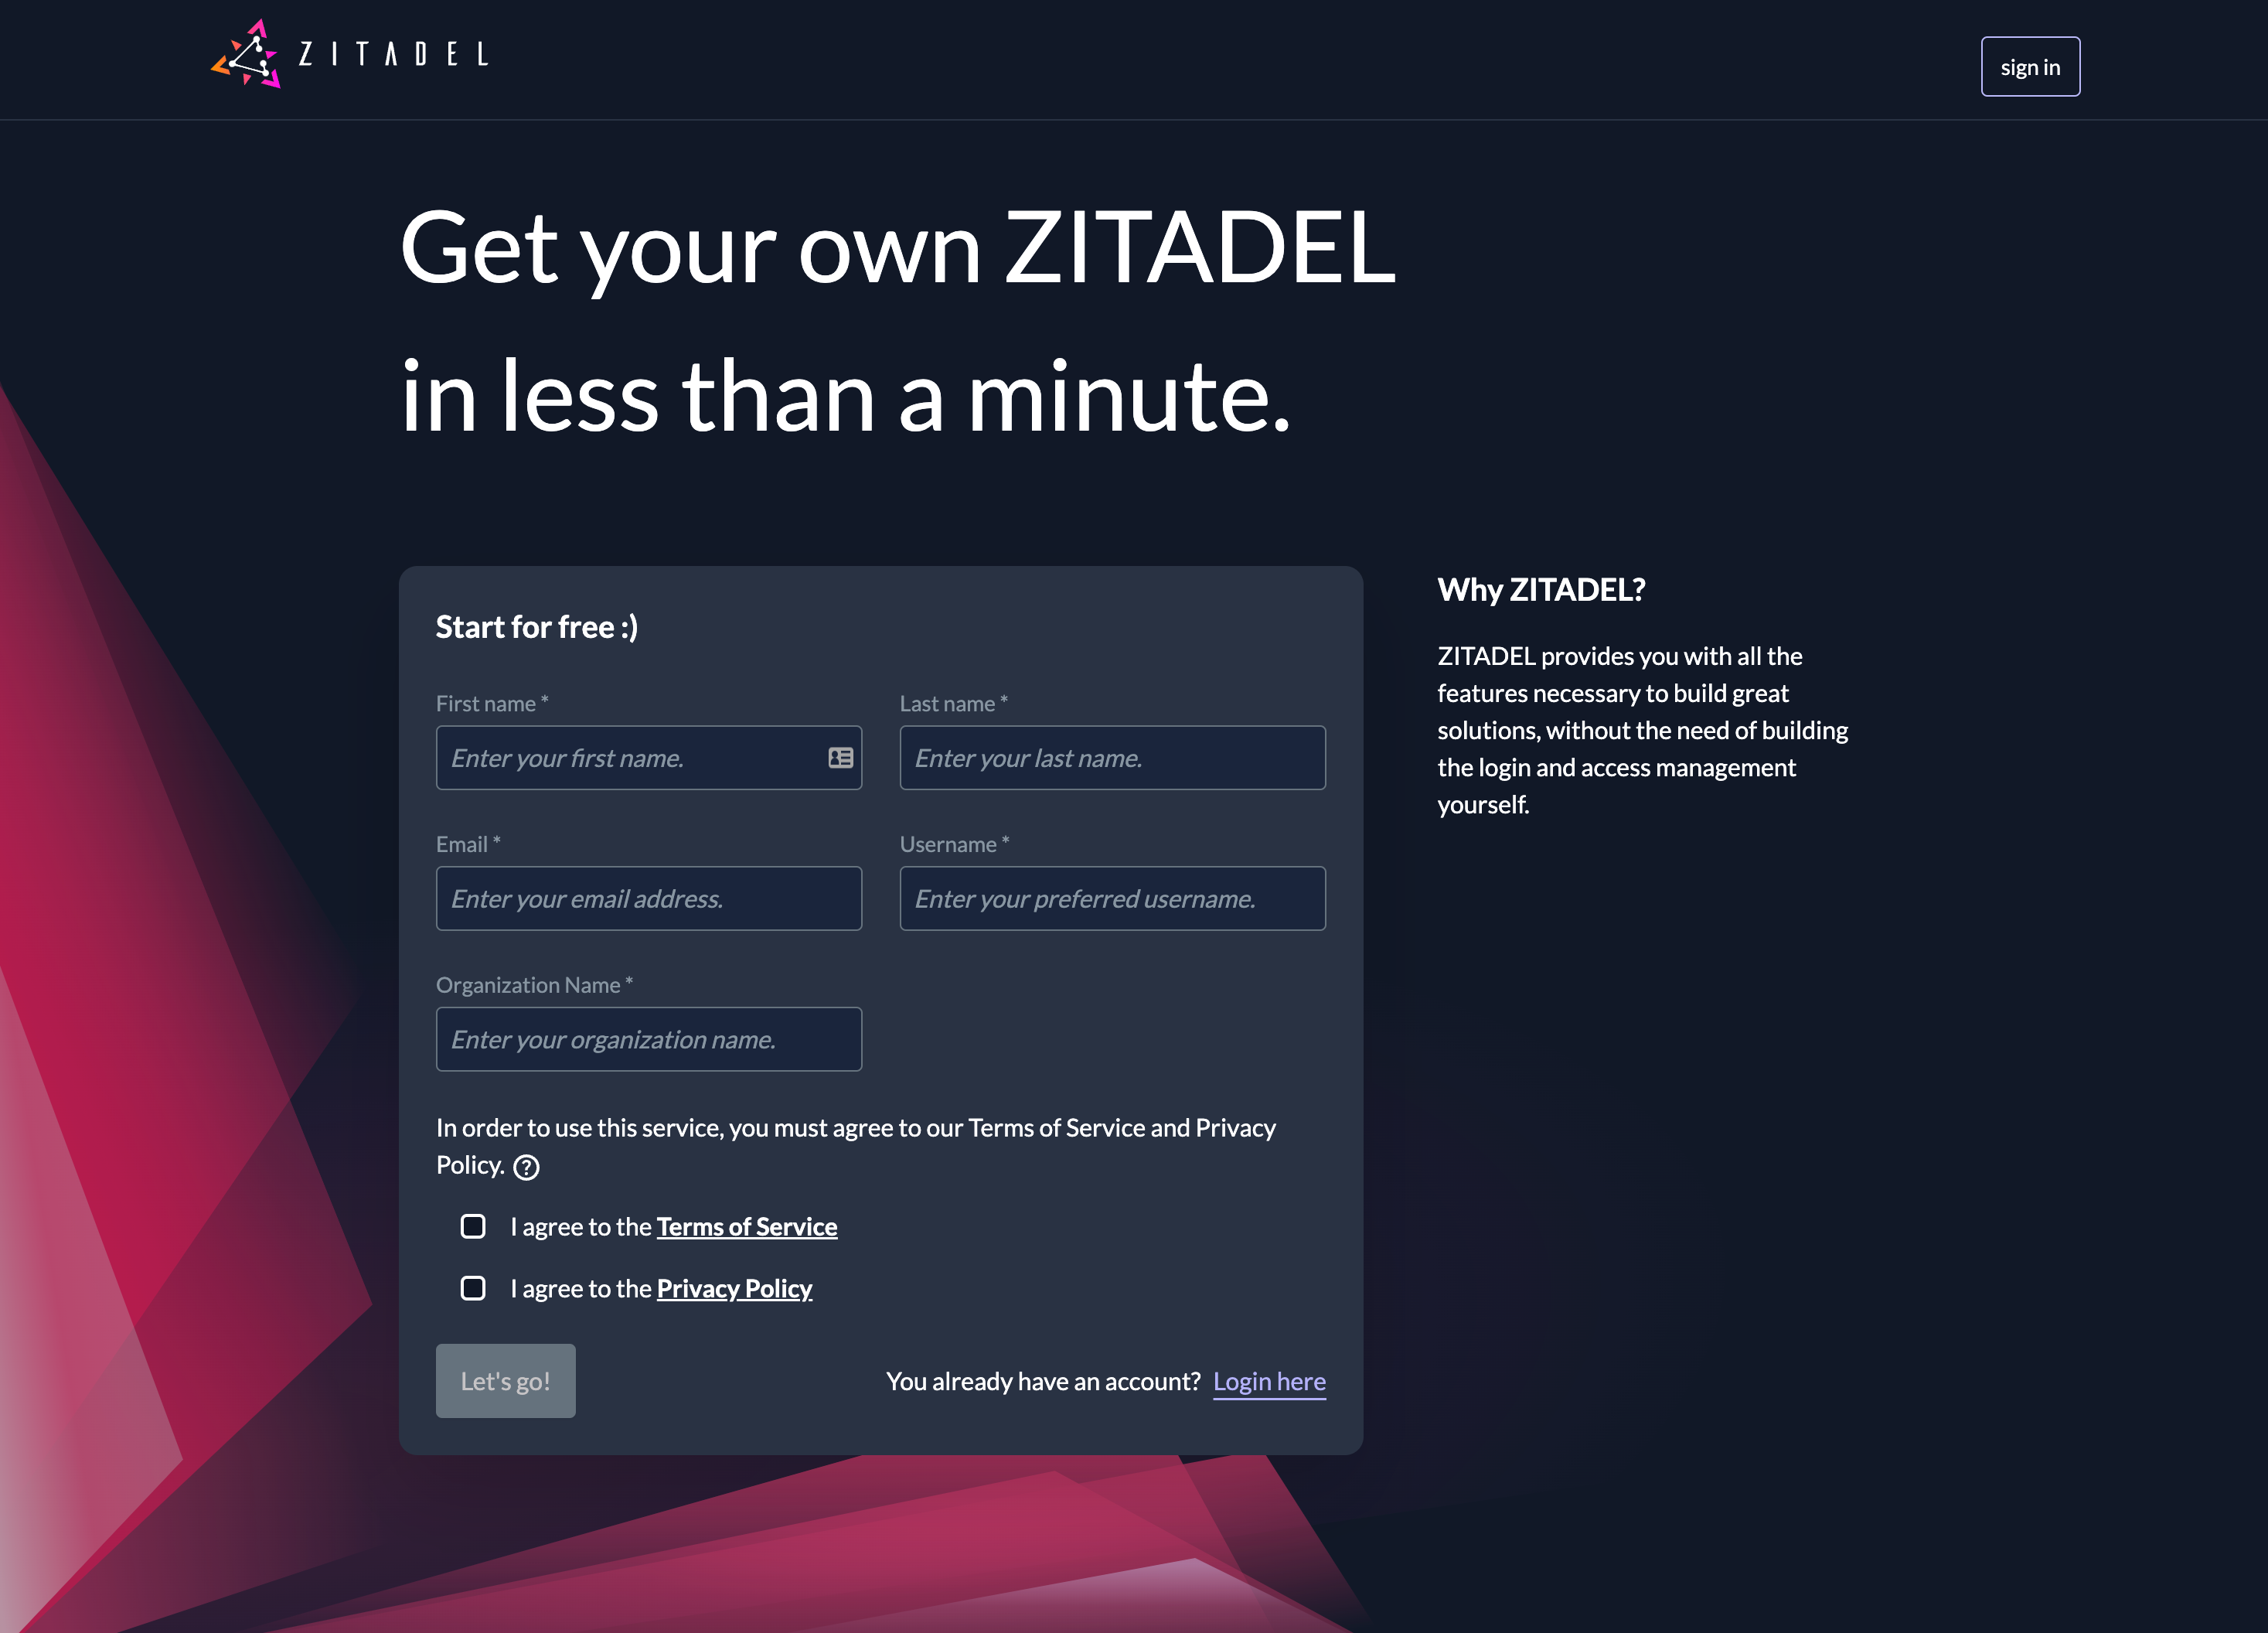 ZITADEL
sign in
Get your own ZITADEL
in less than a minute.
Start for free :)
First name *
Last name *
Enter your first name.
Enter your last name.
Email *
Username *
Enter your email address.
Enter your preferred username.
Organization Name *
Enter your organization name.
In order to use this service, you must agree to our Terms of Service and Privacy
Policy. ?
I agree to the Terms of Service
I agree to the Privacy Policy
Let's go!
You already have an account? Login here
Why ZITADEL?
ZITADEL provides you with all the
features necessary to build great
solutions, without the need of building
the login and access management
yourself.